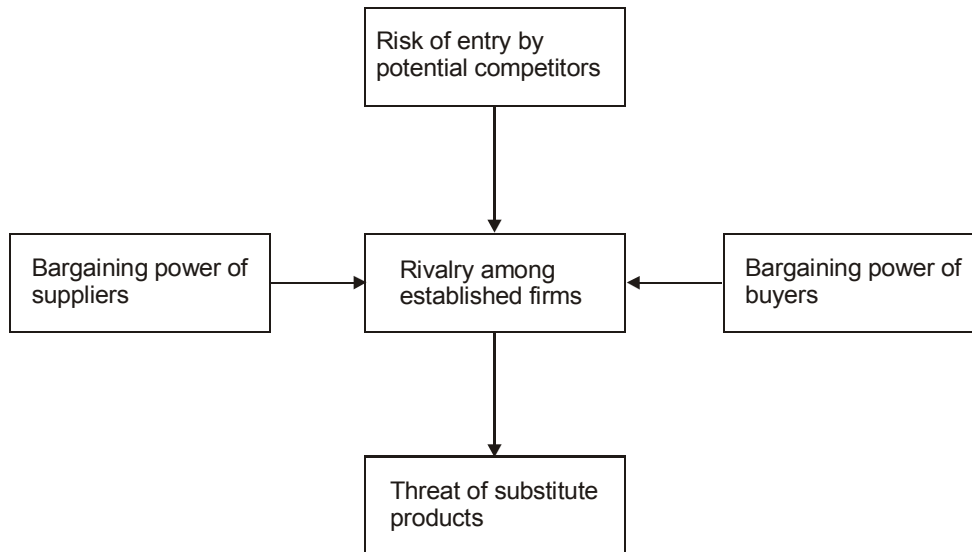 Risk of entry by
potential competitors
Bargaining power of
suppliers
Rivalry among
established firms
Bargaining power of
buyers
Threat of substitute
products